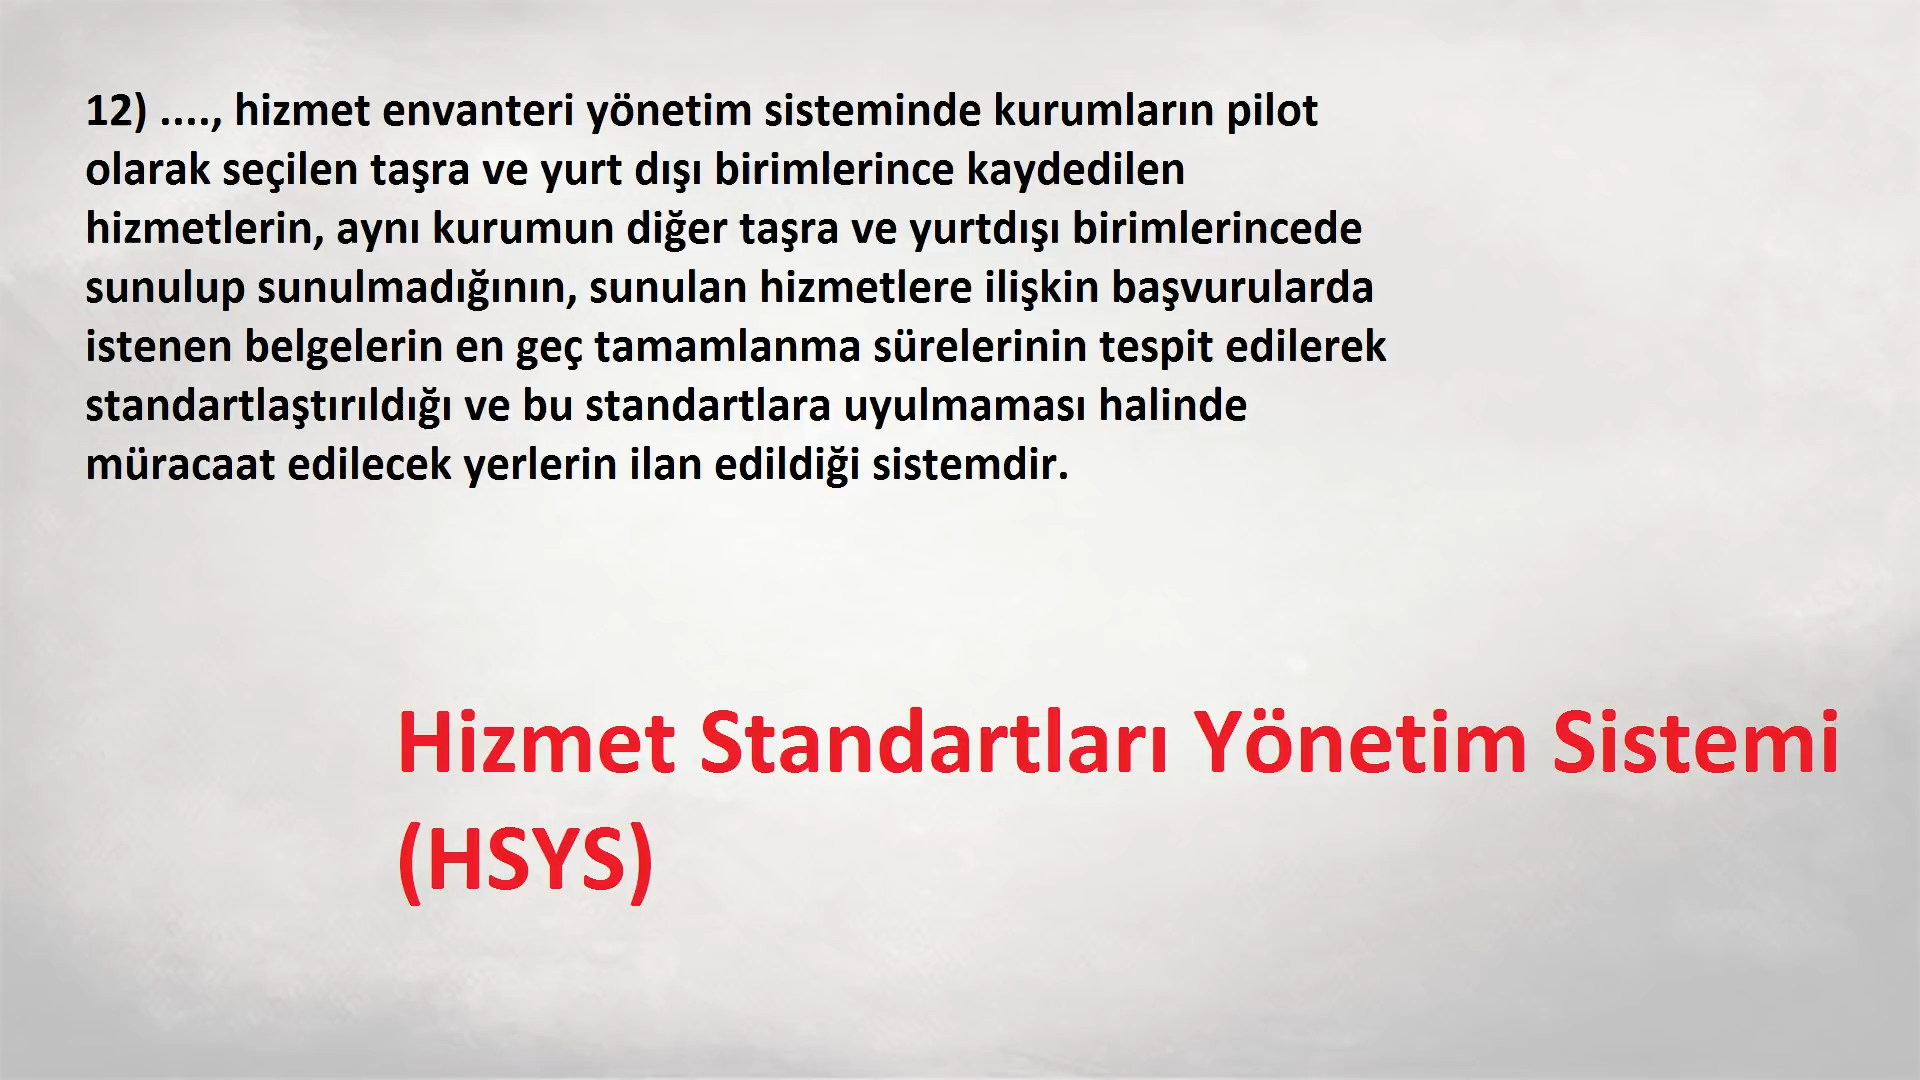 12) ...., hizmet envanteri yönetim sisteminde kurumların pilot
olarak seçilen taşra ve yurt dışı birimlerince kaydedilen
hizmetlerin, aynı kurumun diğer taşra ve yurtdışı birimlerincede
sunulup sunulmadığının, sunulan hizmetlere ilişkin başvurularda
istenen belgelerin en geç tamamlanma sürelerinin tespit edilerek
standartlaştırıldığı ve bu standartlara uyulmaması halinde
müracaat edilecek yerlerin ilan edildiği sistemdir.
Hizmet Standartları Yönetim Sistemi
(HSYS)